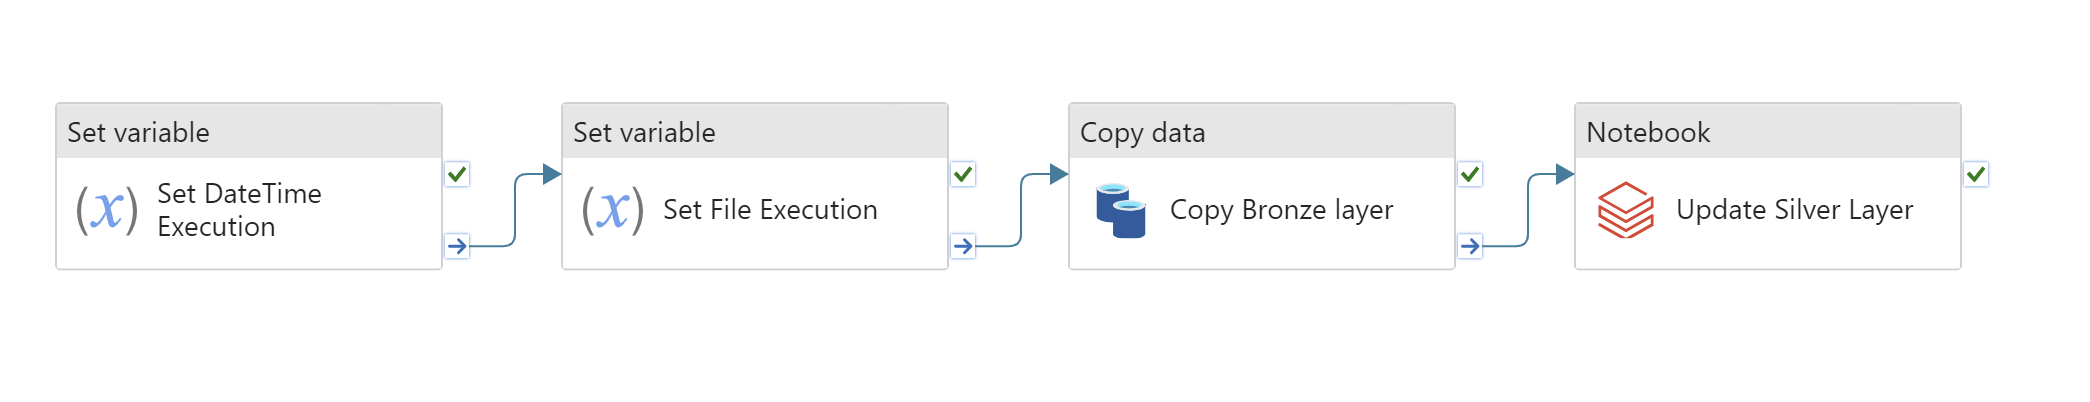 Set variable
(x) Set DateTime
Execution
Set variable
(x) Set File Execution
Copy data
Copy Bronze layer
Notebook
Update Silver Layer